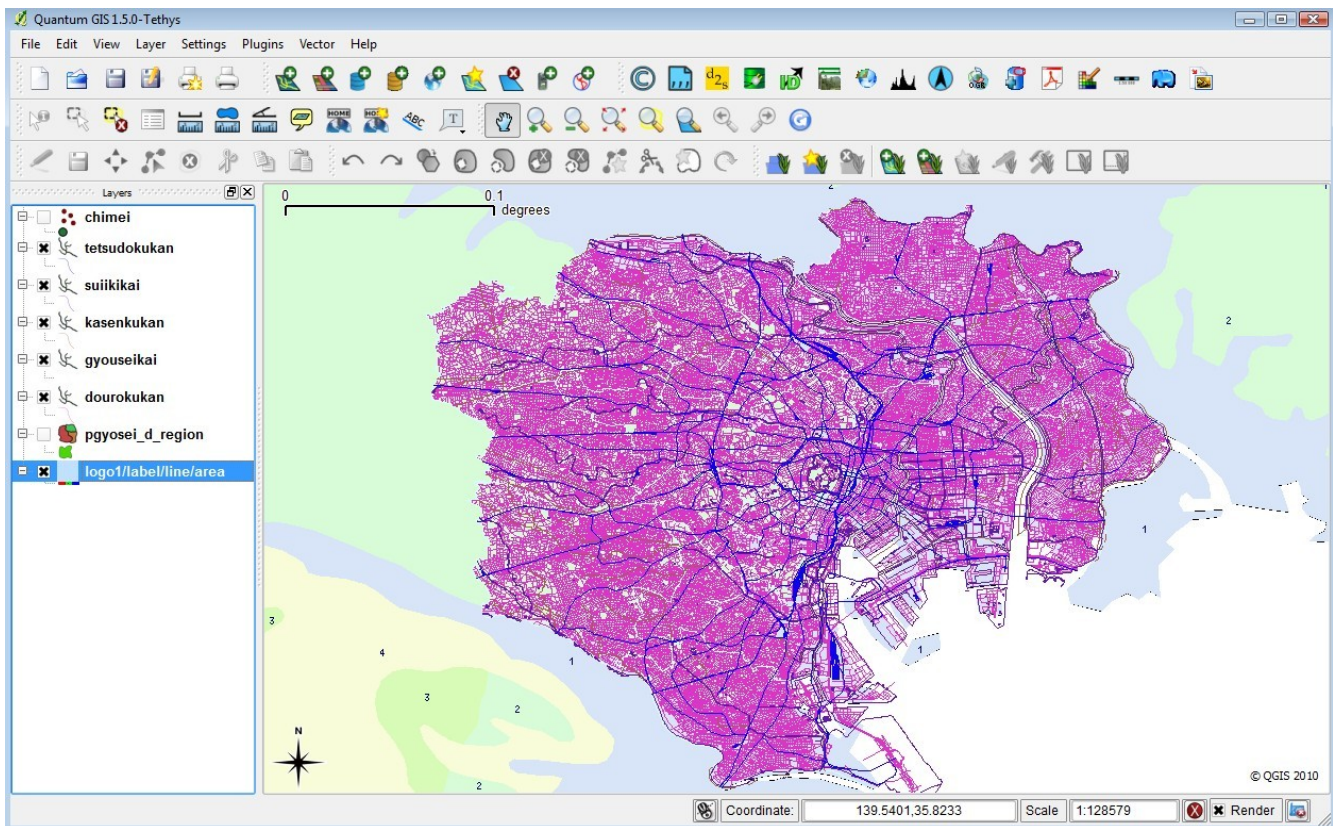 Quantum GIS 1.5.0-Tethys
File Edit View Layer Settings Plugins Vector Help
Layers
chimei
tetsudokukan
suiikikai
kasenkukan
gyouseikai
dourokukan
pgyosei_d_region
logo1/label/line/area
0 0.1
degrees
2
1
2
1
1
3
4
1
3
2
2
N
© QGIS 2010
Coordinate: 139.5401,35.8233 Scale 1:128579 Render